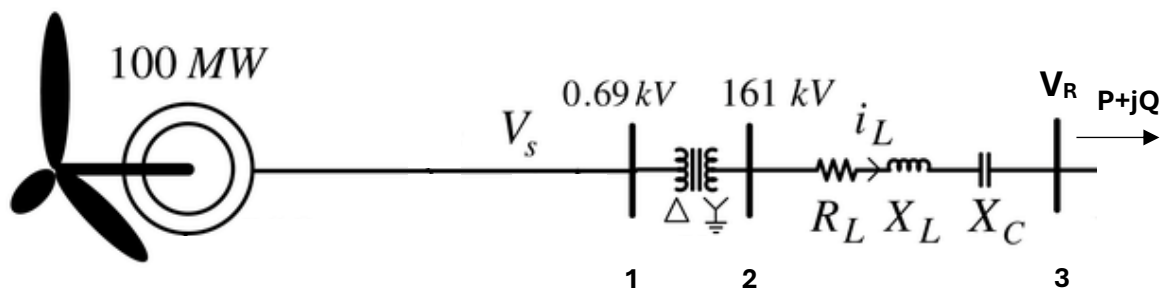 100 MW
V_s
0.69 kV
161 kV
i_L
V_R
P+jQ
R_L
X_L
X_C
1
2
3